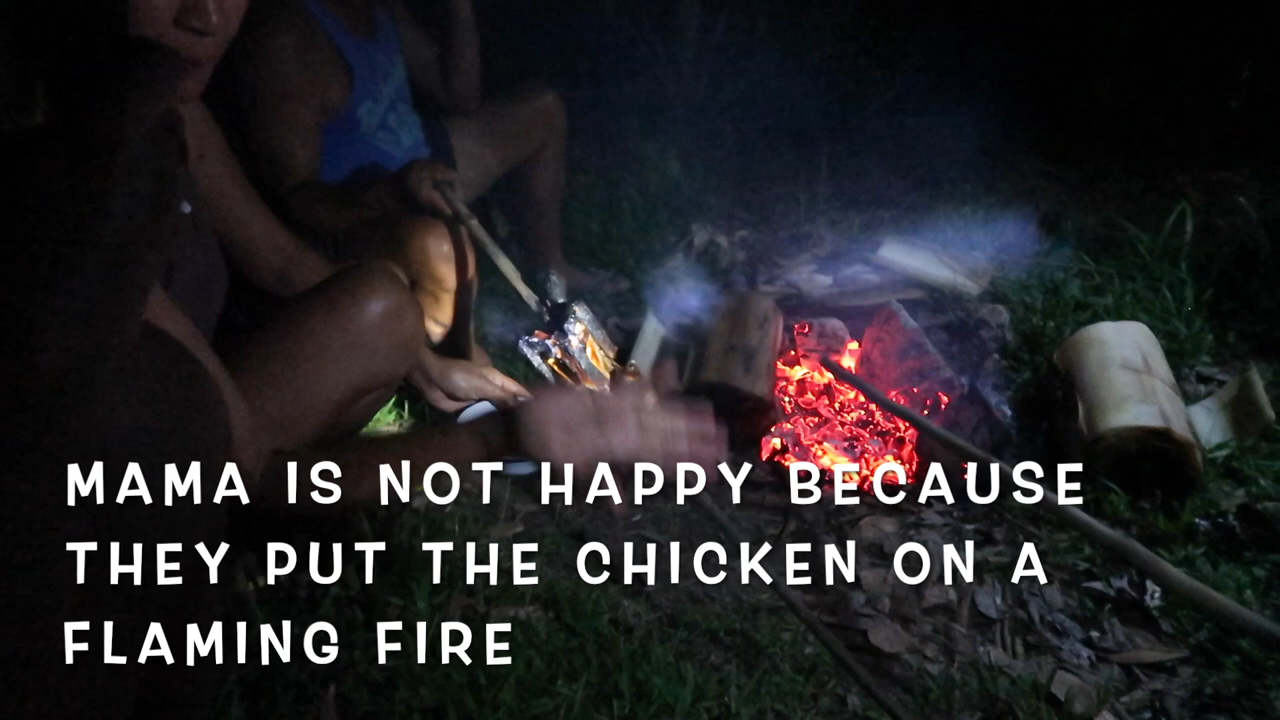 MAMA IS NOT HAPPY BECAUSE
THEY PUT THE CHICKEN ON A
FLAMING FIRE